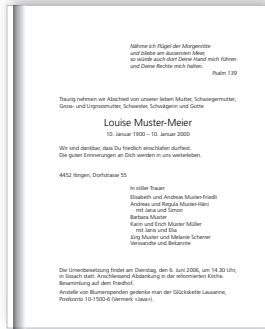 Nähme ich Flügel der Morgenröte
und bliebe am äussersten Meer,
so würde auch dort Deine Hand mich führen
und Deine Rechte mich halten.
Psalm 139
Traurig nehmen wir Abschied von unserer lieben Mutter, Schwiegermutter,
Gross- und Urgrossmutter, Schwester, Schwägerin und Gotte
Louise Muster-Meier
10. Januar 1900 – 10. Januar 2000
Wir sind dankbar, dass Du friedlich einschlafen durftest.
Die guten Erinnerungen an Dich werden in uns weiterleben.
4452 Itingen, Dorfstrasse 55
In stiller Trauer
Elisabeth und Andreas Muster-Friedli
Andreas und Regula Muster-Häni
mit Jana und Simon
Barbara Muster
Karin und Erich Muster Müller
mit Janis und Elia
Jürg Muster und Melanie Scherrer
Verwandte und Bekannte
Die Urnenbeisetzung findet am Dienstag, den 6. Juni 2006, um 14.30 Uhr,
in Sissach statt. Anschliessend Abdankung in der reformierten Kirche.
Besammlung auf dem Friedhof.
Anstelle von Blumenspenden gedenke man der Glückskette Lausanne,
Postkonto 10-1500-6 (Vermerk «Java»).